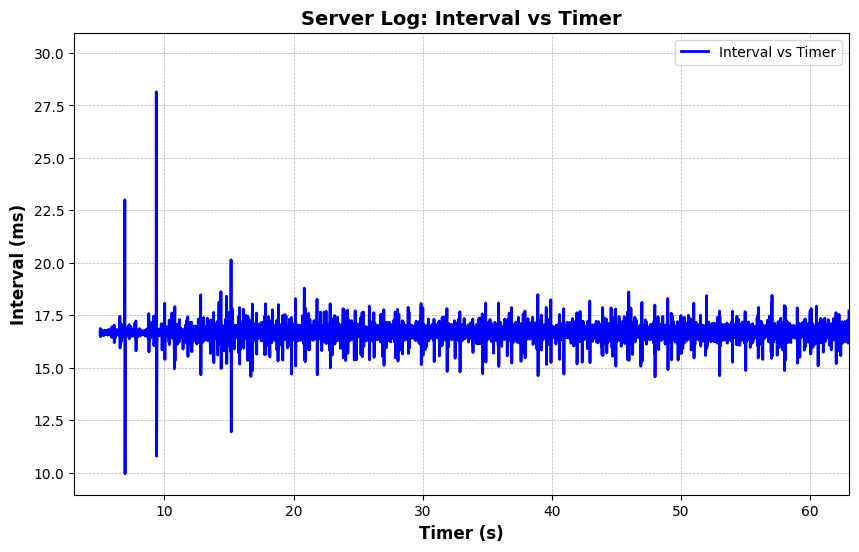 Server Log: Interval vs Timer
Interval vs Timer
30.0
27.5
25.0
22.5
20.0
17.5
15.0
12.5
10.0
Interval (ms)
10 20 30 40 50 60
Timer (s)